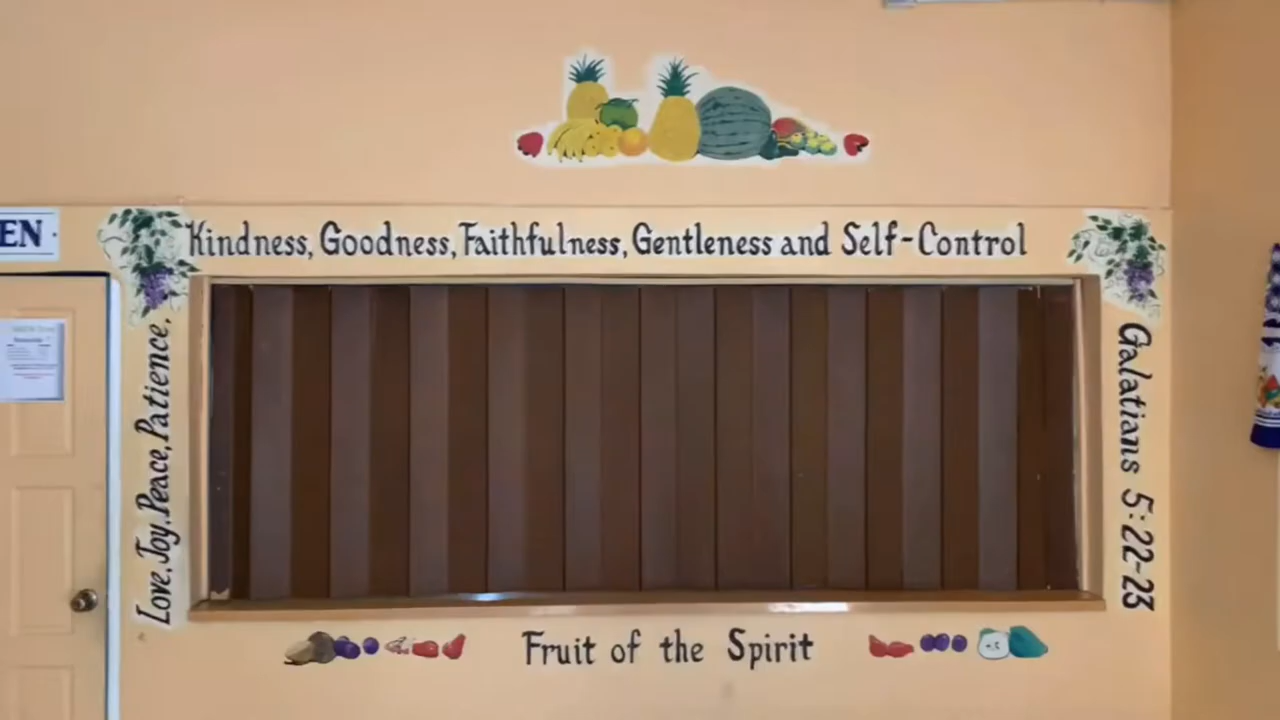 EN
Kindness, Goodness, Faithfulness, Gentleness and Self-Control
Love, Joy, Peace, Patience,
Galatians 5:22-23
Fruit of the Spirit